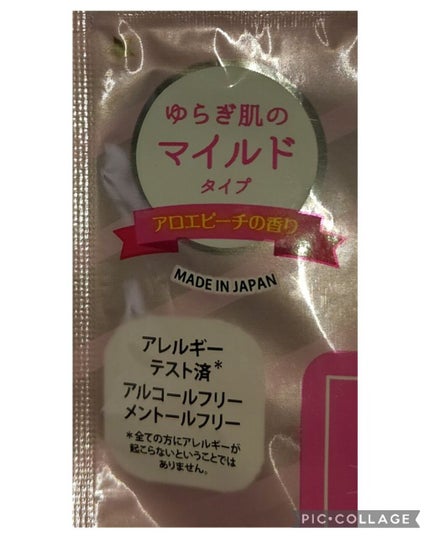 ゆらぎ肌の
マイルド
タイプ
アロエピーチの香り
MADE IN JAPAN
アレルギー
テスト済*
アルコールフリー
メントールフリー
*全ての方にアレルギーが
起こらないということでは
ありません。
PIC•COLLAGE